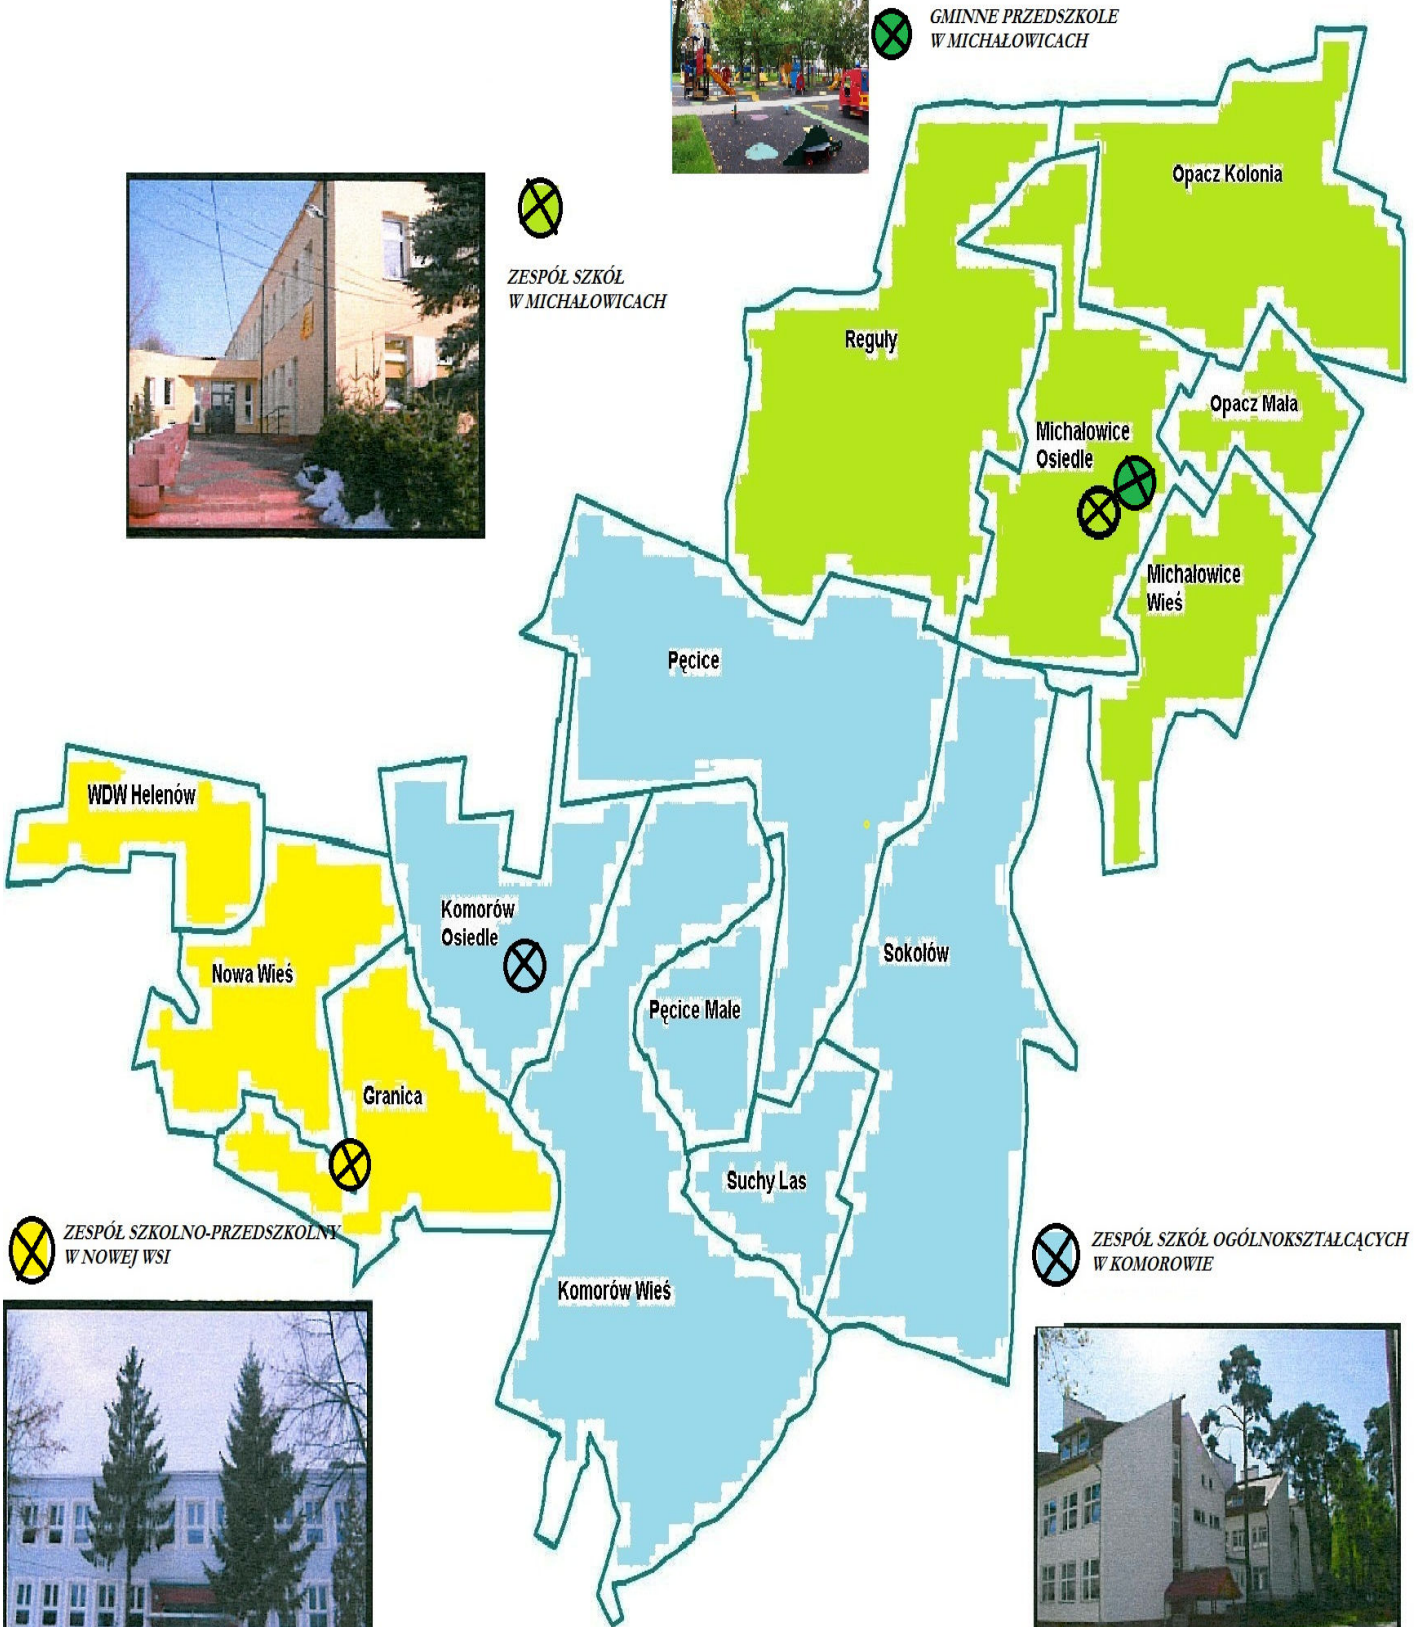 GMINNE PRZEDSZKOLE
W MICHAŁOWICACH
Opacz Kolonia
ZESPÓŁ SZKÓŁ
W MICHAŁOWICACH
Reguły
Opacz Mała
Michałowice
Osiedle
Michałowice
Wieś
Pęcice
WDW Helenów
Komorów
Osiedle
Sokołów
Nowa Wieś
Pęcice Małe
Granica
Suchy Las
ZESPÓŁ SZKOLNO-PRZEDSZKOLNY
W NOWEJ WSI
ZESPÓŁ SZKÓŁ OGÓLNOKSZTAŁCĄCYCH
W KOMOROWIE
Komorów Wieś